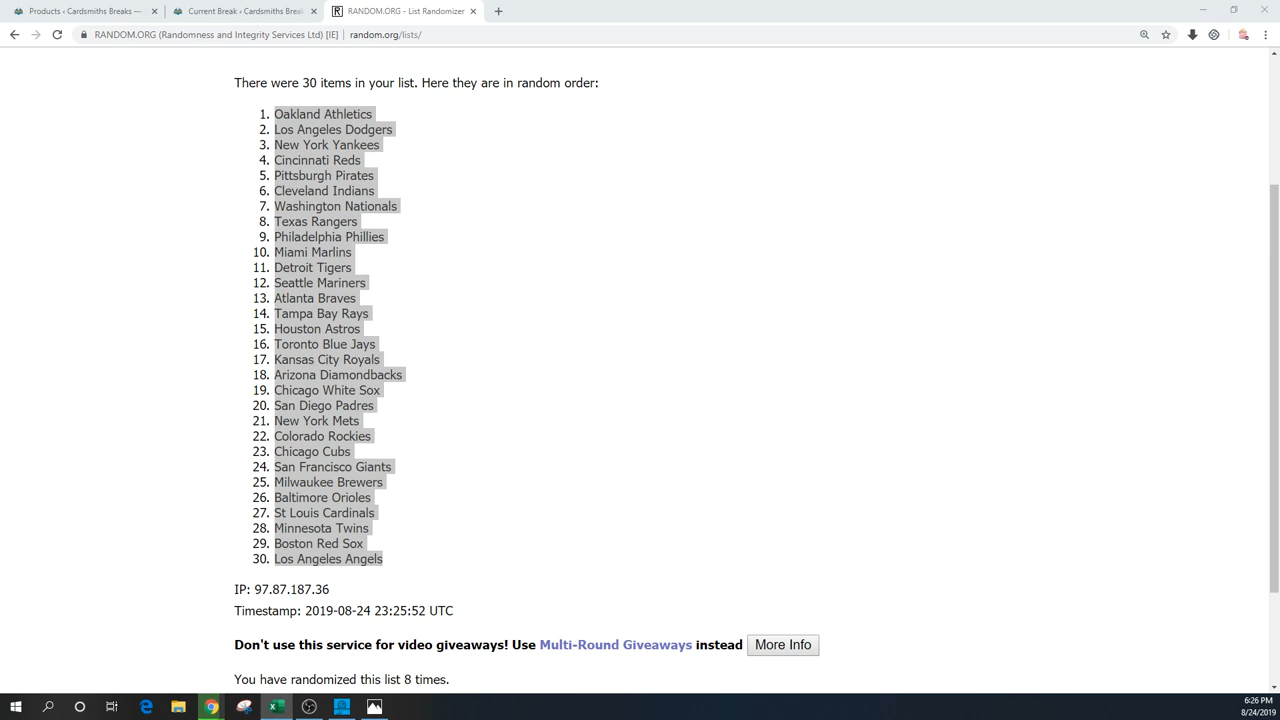 Products ‹ Cardsmiths Breaks —
Current Break ‹ Cardsmiths Break
RANDOM.ORG - List Randomizer
RANDOM.ORG (Randomness and Integrity Services Ltd) [IE] | random.org/lists/
There were 30 items in your list. Here they are in random order:
1. Oakland Athletics
2. Los Angeles Dodgers
3. New York Yankees
4. Cincinnati Reds
5. Pittsburgh Pirates
6. Cleveland Indians
7. Washington Nationals
8. Texas Rangers
9. Philadelphia Phillies
10. Miami Marlins
11. Detroit Tigers
12. Seattle Mariners
13. Atlanta Braves
14. Tampa Bay Rays
15. Houston Astros
16. Toronto Blue Jays
17. Kansas City Royals
18. Arizona Diamondbacks
19. Chicago White Sox
20. San Diego Padres
21. New York Mets
22. Colorado Rockies
23. Chicago Cubs
24. San Francisco Giants
25. Milwaukee Brewers
26. Baltimore Orioles
27. St Louis Cardinals
28. Minnesota Twins
29. Boston Red Sox
30. Los Angeles Angels
IP: 97.87.187.36
Timestamp: 2019-08-24 23:25:52 UTC
Don't use this service for video giveaways! Use Multi-Round Giveaways instead More Info
You have randomized this list 8 times.
6:26 PM
8/24/2019